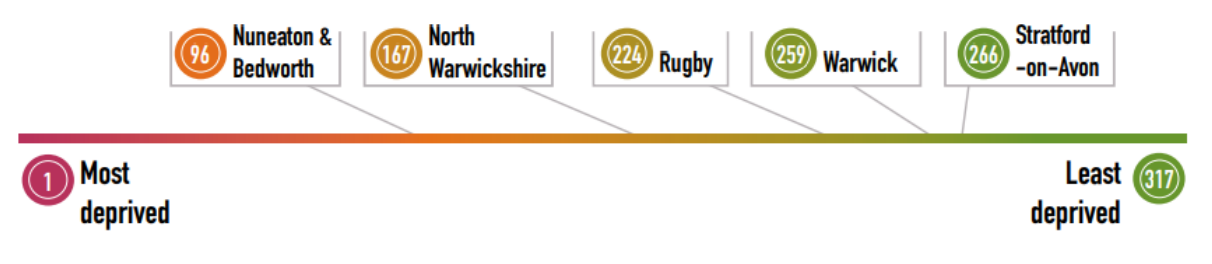 96 Nuneaton &
Bedworth
167 North
Warwickshire
224 Rugby
259 Warwick
266 Stratford
-on-Avon
1 Most
deprived
Least 317
deprived